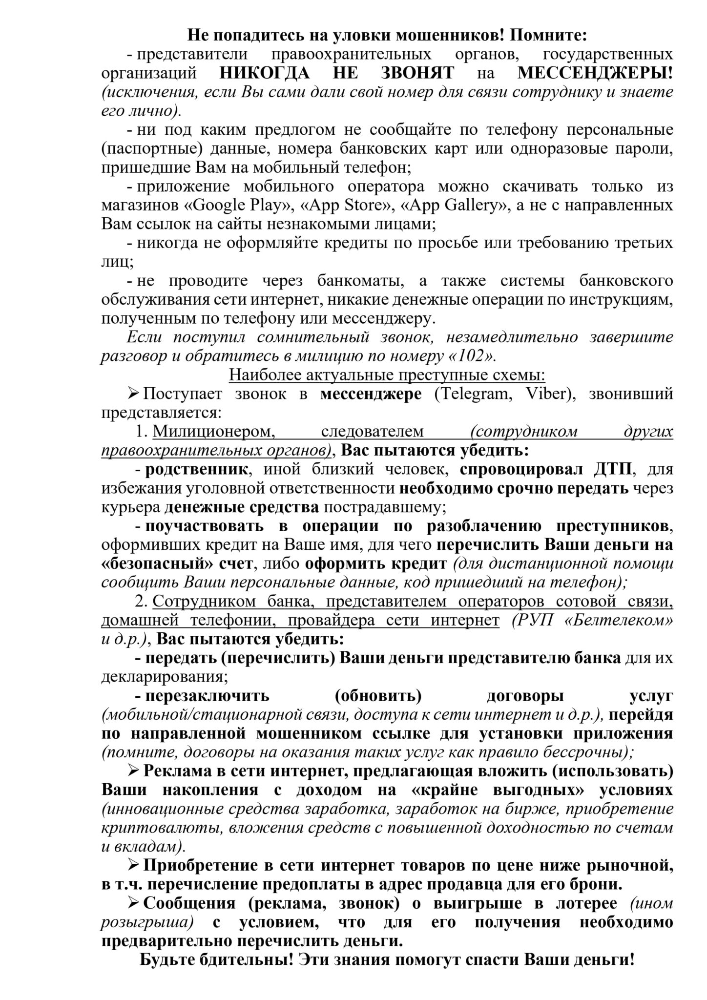 Не попадитесь на уловки мошенников! Помните:
- представители правоохранительных органов, государственных
организаций НИКОГДА НЕ ЗВОНЯТ на МЕССЕНДЖЕРЫ!
(исключения, если Вы сами дали свой номер для связи сотруднику и знаете
его лично).
- ни под каким предлогом не сообщайте по телефону персональные
(паспортные) данные, номера банковских карт или одноразовые пароли,
пришедшие Вам на мобильный телефон;
- приложение мобильного оператора можно скачивать только из
магазинов «Google Play», «App Store», «App Gallery», а не с направленных
Вам ссылок на сайты незнакомыми лицами;
- никогда не оформляйте кредиты по просьбе или требованию третьих
лиц;
- не проводите через банкоматы, а также системы банковского
обслуживания сети интернет, никакие денежные операции по инструкциям,
полученным по телефону или мессенджеру.
Если поступил сомнительный звонок, незамедлительно завершите
разговор и обратитесь в милицию по номеру «102».
Наиболее актуальные преступные схемы:
➢ Поступает звонок в мессенджере (Telegram, Viber), звонивший
представляется:
1. Милиционером, следователем (сотрудником других
правоохранительных органов), Вас пытаются убедить:
- родственник, иной близкий человек, спровоцировал ДТП, для
избежания уголовной ответственности необходимо срочно передать через
курьера денежные средства пострадавшему;
- поучаствовать в операции по разоблачению преступников,
оформивших кредит на Ваше имя, для чего перечислить Ваши деньги на
«безопасный» счет, либо оформить кредит (для дистанционной помощи
сообщить Ваши персональные данные, код пришедший на телефон);
2. Сотрудником банка, представителем операторов сотовой связи,
домашней телефонии, провайдера сети интернет (РУП «Белтелеком»
и д.р.), Вас пытаются убедить:
- передать (перечислить) Ваши деньги представителю банка для их
декларирования;
- перезаключить (обновить) договоры услуг
(мобильной/стационарной связи, доступа к сети интернет и д.р.), перейдя
по направленной мошенником ссылке для установки приложения
(помните, договоры на оказания таких услуг как правило бессрочны);
➢ Реклама в сети интернет, предлагающая вложить (использовать)
Ваши накопления с доходом на «крайне выгодных» условиях
(инновационные средства заработка, заработок на бирже, приобретение
криптовалюты, вложения средств с повышенной доходностью по счетам
и вкладам).
➢ Приобретение в сети интернет товаров по цене ниже рыночной,
в т.ч. перечисление предоплаты в адрес продавца для его брони.
➢ Сообщения (реклама, звонок) о выигрыше в лотерее (ином
розыгрыша) с условием, что для его получения необходимо
предварительно перечислить деньги.
Будьте бдительны! Эти знания помогут спасти Ваши деньги!